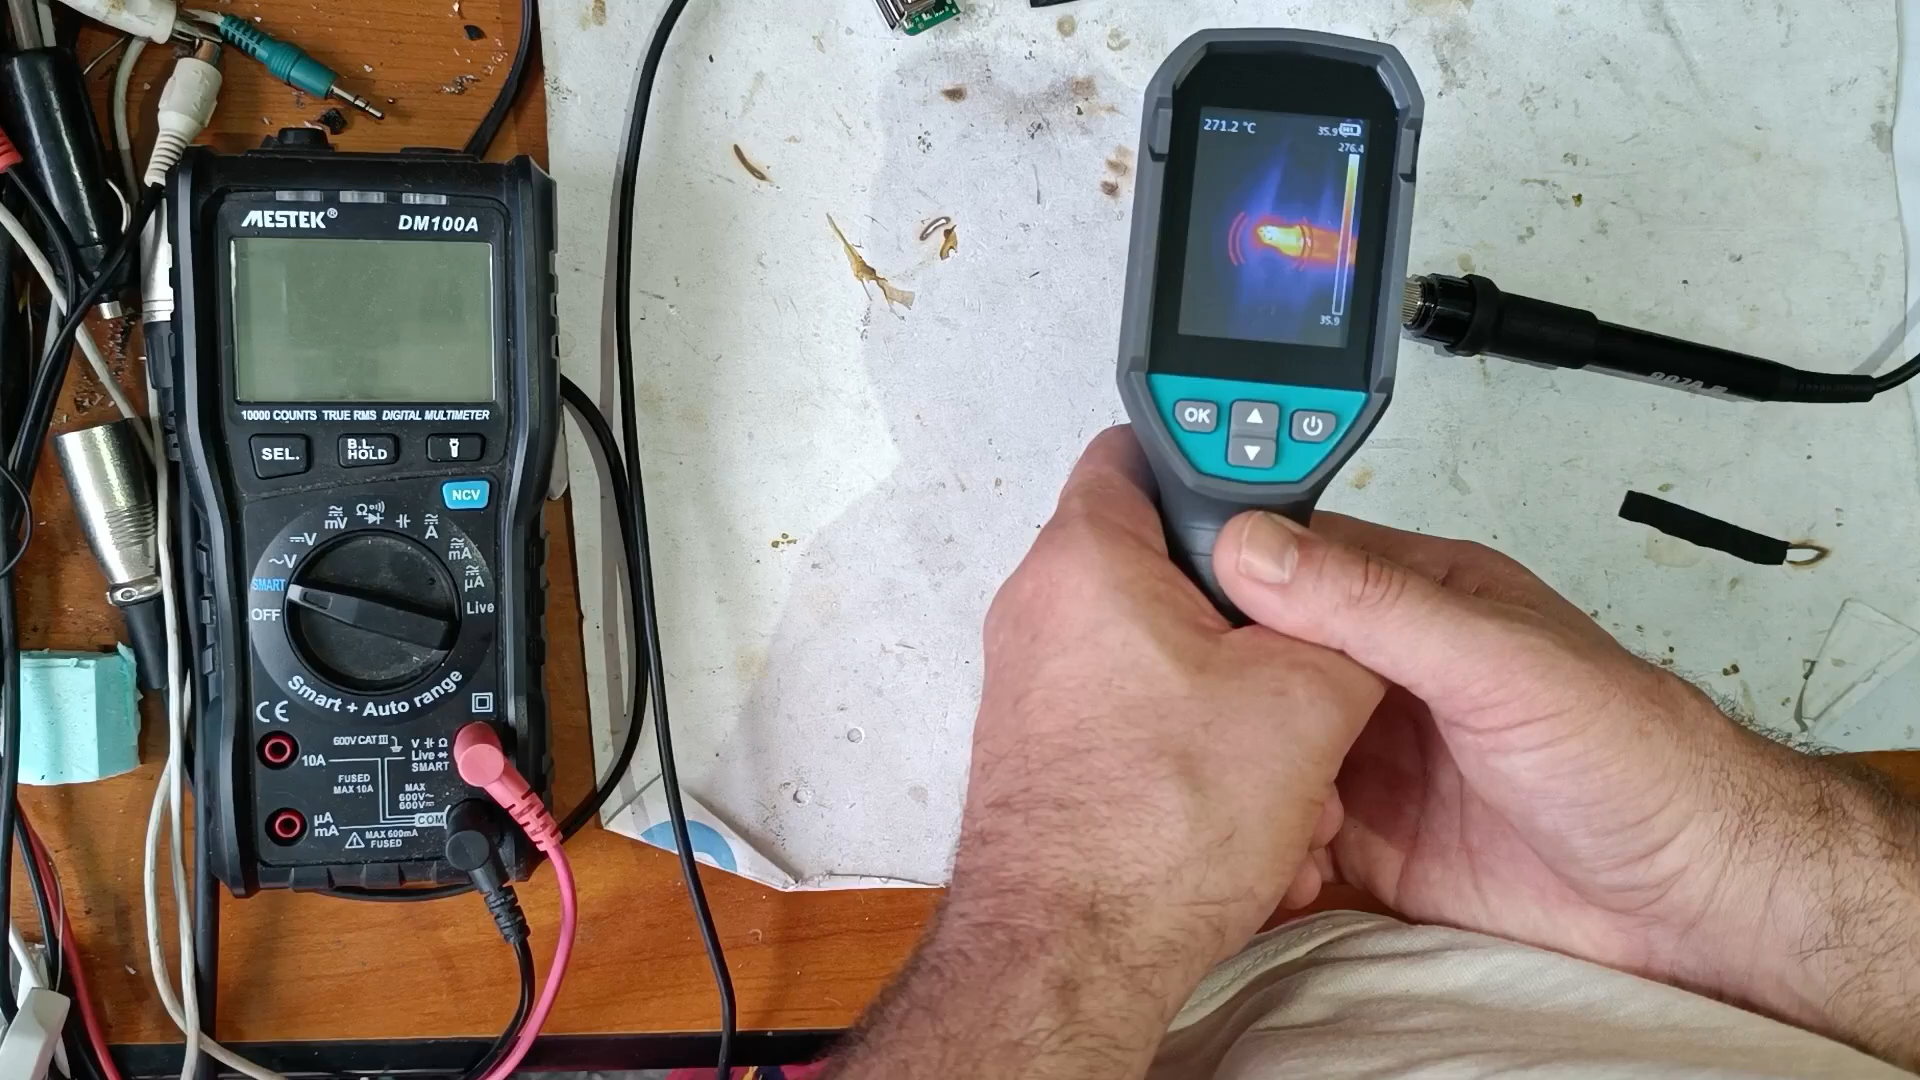 MESTEK® DM100A
10000 COUNTS TRUE RMS DIGITAL MULTIMETER
SEL.
B.L.
HOLD
NCV
mV
Ω
A
mA
μA
Live
V
~V
SMART
OFF
Smart + Auto range
CE
600V CAT III
10A
FUSED
MAX 10A
V Ω
Live
SMART
MAX
600V~
600V
COM
μA
mA
MAX 600mA
FUSED
271.2 °C
35.9
276.4
35.9
OK